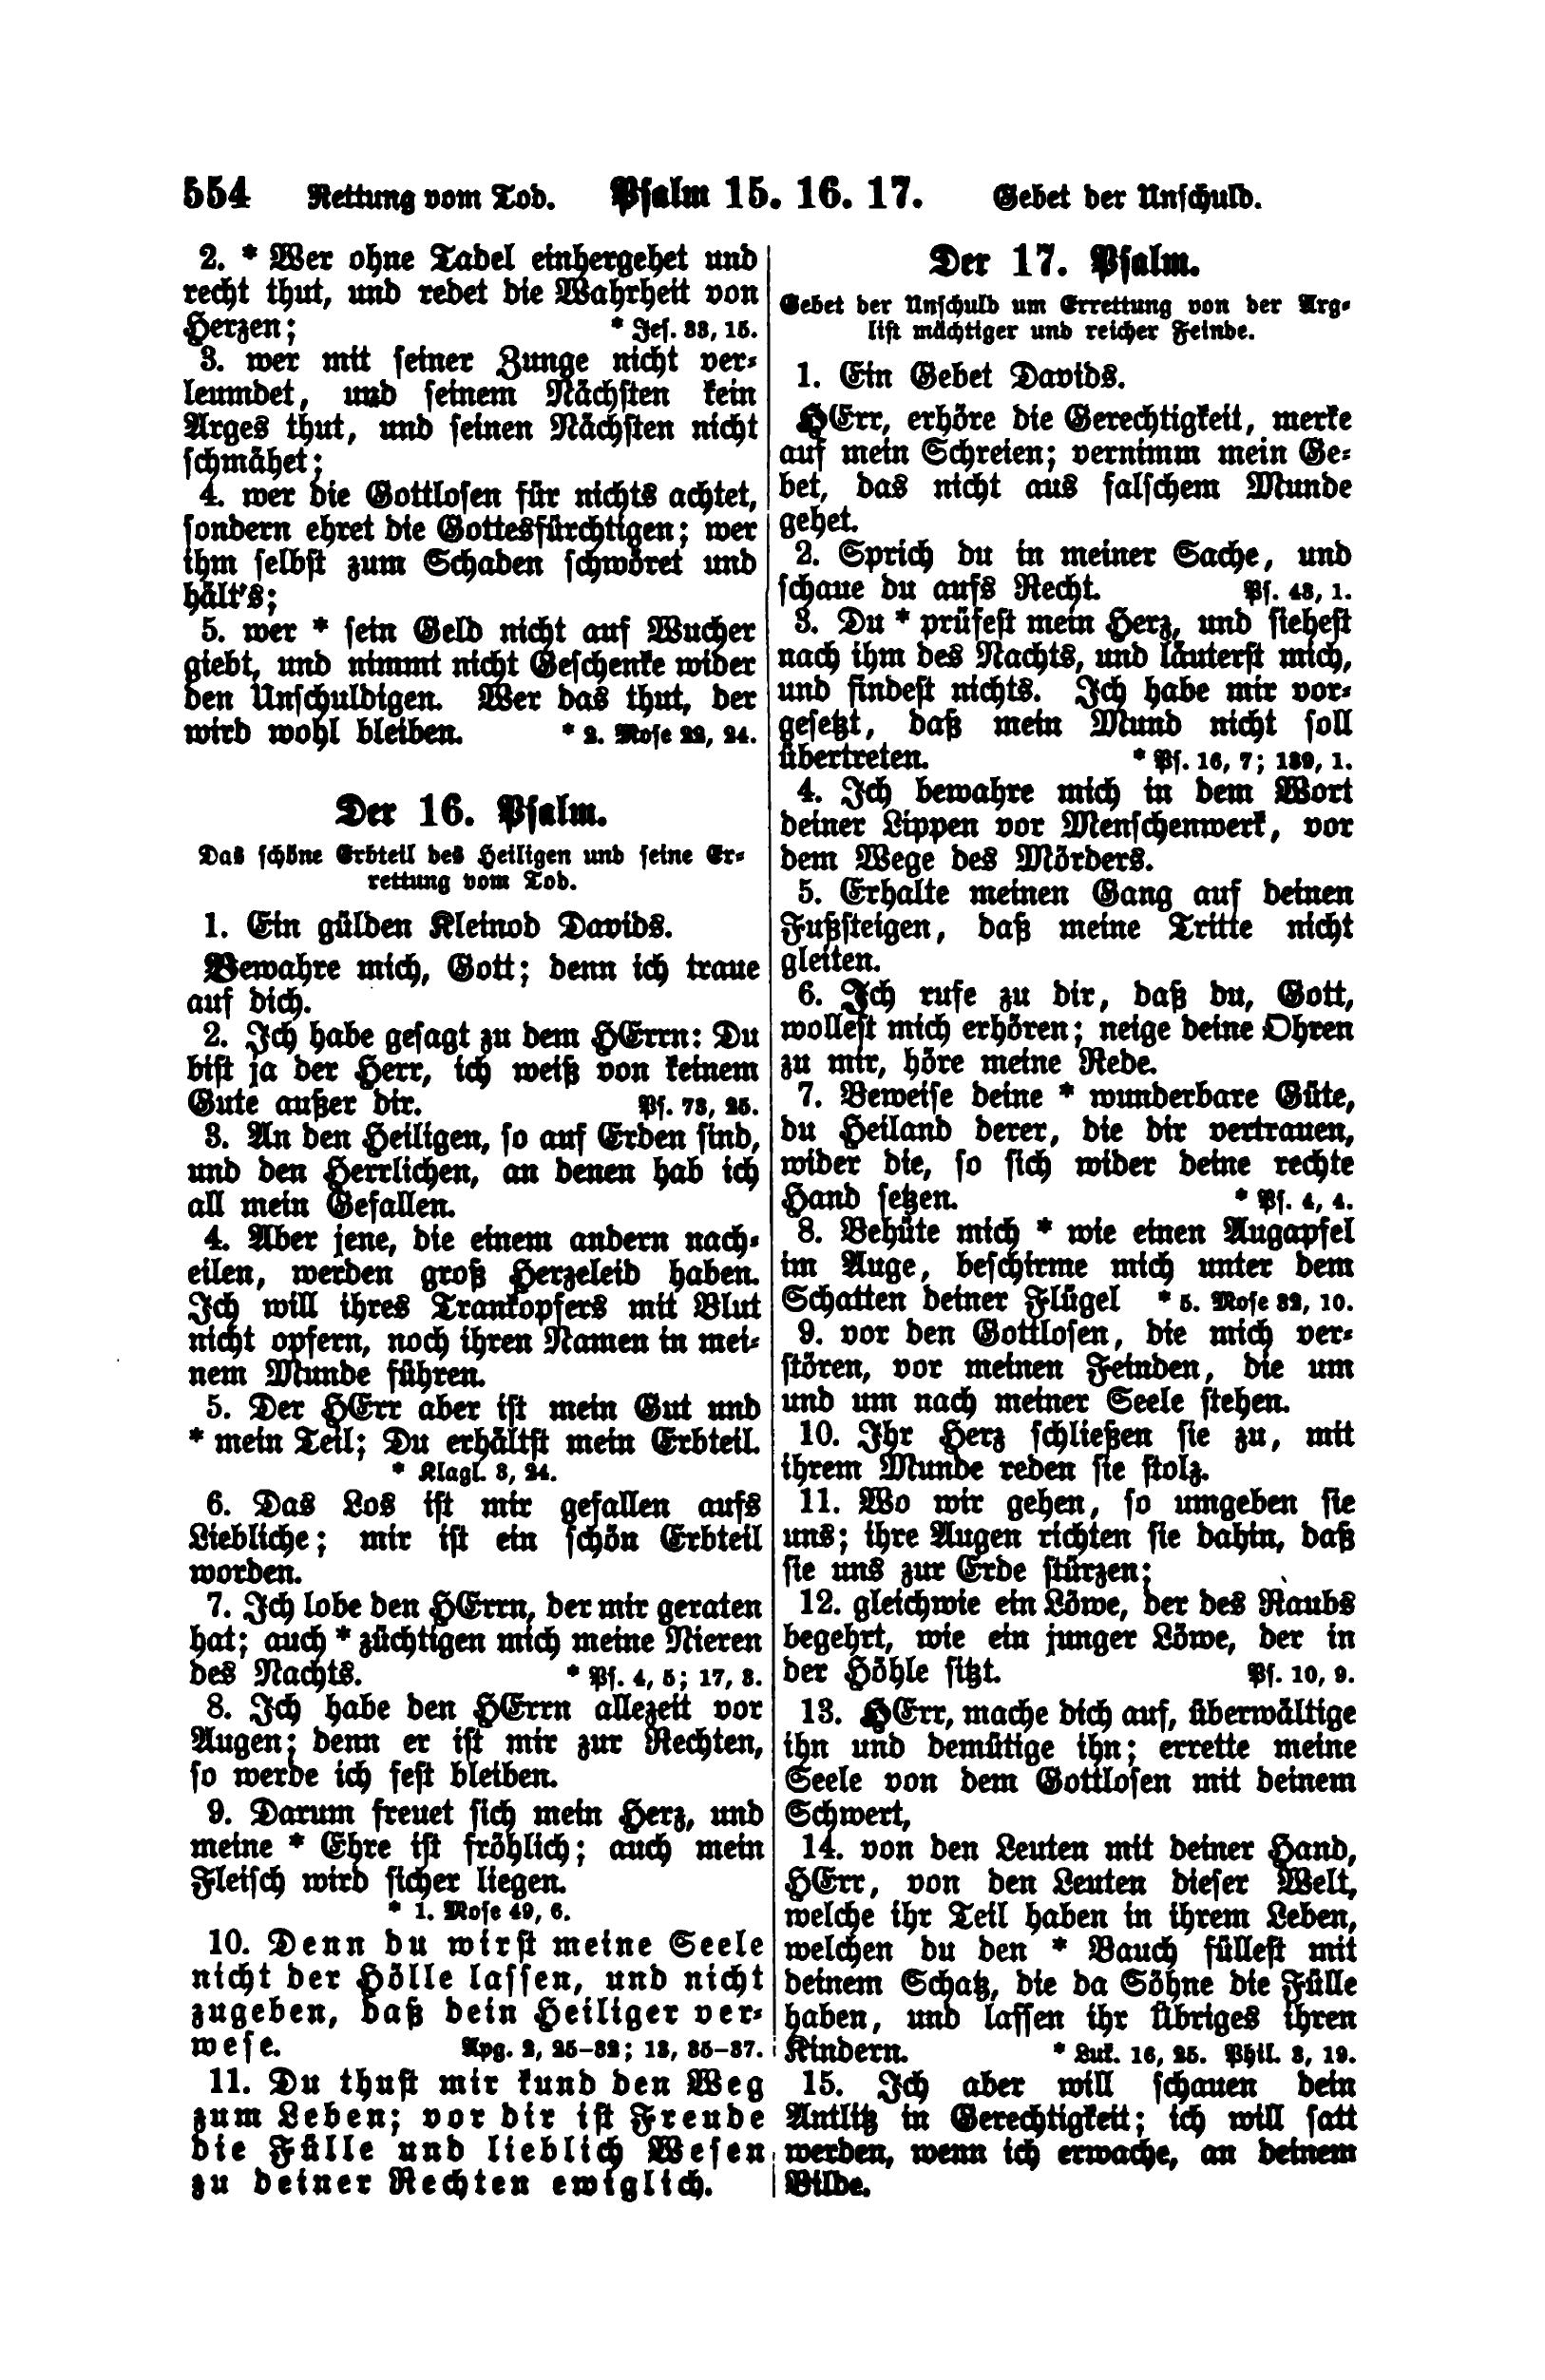 554 Rettung vom Tod. Psalm 15. 16. 17. Gebet der Unschuld.
2. * Wer ohne Tadel einhergehet und
recht thut, und redet die Wahrheit von
Herzen; * Jes. 33, 15.
3. wer mit seiner Zunge nicht ver-
leumdet, und seinem Nächsten kein
Arges thut, und seinen Nächsten nicht
schmähet;
4. wer die Gottlosen für nichts achtet,
sondern ehret die Gottesfürchtigen; wer
ihm selbst zum Schaden schwöret und
hält's;
5. wer * sein Geld nicht auf Wucher
giebt, und nimmt nicht Geschenke wider
den Unschuldigen. Wer das thut, der
wird wohl bleiben. * 2. Mose 22, 24.
Der 16. Psalm.
Das schöne Erbteil des Heiligen und seine Er-
rettung vom Tod.
1. Ein gülden Kleinod Davids.
Bewahre mich, Gott; denn ich traue
auf dich.
2. Ich habe gesagt zu dem HErrn: Du
bist ja der Herr, ich weiß von keinem
Gute außer dir. Ps. 73, 25.
3. An den Heiligen, so auf Erden sind,
und den Herrlichen, an denen hab ich
all mein Gefallen.
4. Aber jene, die einem andern nach-
eilen, werden groß Herzeleid haben.
Ich will ihres Trankopfers mit Blut
nicht opfern, noch ihren Namen in mei-
nem Munde führen.
5. Der HErr aber ist mein Gut und
* mein Teil; Du erhältst mein Erbteil.
* Klagl. 3, 24.
6. Das Los ist mir gefallen aufs
Liebliche; mir ist ein schön Erbteil
worden.
7. Ich lobe den HErrn, der mir geraten
hat; auch * züchtigen mich meine Nieren
des Nachts. * Ps. 4, 5; 17, 3.
8. Ich habe den HErrn allezeit vor
Augen; denn er ist mir zur Rechten,
so werde ich fest bleiben.
9. Darum freuet sich mein Herz, und
meine * Ehre ist fröhlich; auch mein
Fleisch wird sicher liegen.
* 1. Mose 49, 6.
10. Denn du wirst meine Seele
nicht der Hölle lassen, und nicht
zugeben, daß dein Heiliger ver-
wese. Apg. 2, 25-32; 13, 35-37.
11. Du thust mir kund den Weg
zum Leben; vor dir ist Freude
die Fülle und lieblich Wesen
zu deiner Rechten ewiglich.
Der 17. Psalm.
Gebet der Unschuld um Errettung von der Arg-
list mächtiger und reicher Feinde.
1. Ein Gebet Davids.
HErr, erhöre die Gerechtigkeit, merke
auf mein Schreien; vernimm mein Ge-
bet, das nicht aus falschem Munde
gehet.
2. Sprich du in meiner Sache, und
schaue du aufs Recht. Ps. 43, 1.
3. Du * prüfest mein Herz, und siehest
nach ihm des Nachts, und läuterst mich,
und findest nichts. Ich habe mir vor-
gesetzt, daß mein Mund nicht soll
übertreten. * Ps. 16, 7; 139, 1.
4. Ich bewahre mich in dem Wort
deiner Lippen vor Menschenwerk, vor
dem Wege des Mörders.
5. Erhalte meinen Gang auf deinen
Fußsteigen, daß meine Tritte nicht
gleiten.
6. Ich rufe zu dir, daß du, Gott,
wollest mich erhören; neige deine Ohren
zu mir, höre meine Rede.
7. Beweise deine * wunderbare Güte,
du Heiland derer, die dir vertrauen,
wider die, so sich wider deine rechte
Hand setzen. * Ps. 4, 4.
8. Behüte mich * wie einen Augapfel
im Auge, beschirme mich unter dem
Schatten deiner Flügel * 5. Mose 32, 10.
9. vor den Gottlosen, die mich ver-
stören, vor meinen Feinden, die um
und um nach meiner Seele stehen.
10. Ihr Herz schließen sie zu, mit
ihrem Munde reden sie stolz.
11. Wo wir gehen, so umgeben sie
uns; ihre Augen richten sie dahin, daß
sie uns zur Erde stürzen;
12. gleichwie ein Löwe, der des Raubs
begehrt, wie ein junger Löwe, der in
der Höhle sitzt. Ps. 10, 9.
13. HErr, mache dich auf, überwältige
ihn und demütige ihn; errette meine
Seele von dem Gottlosen mit deinem
Schwert,
14. von den Leuten mit deiner Hand,
HErr, von den Leuten dieser Welt,
welche ihr Teil haben in ihrem Leben,
welchen du den * Bauch füllest mit
deinem Schatz, die da Söhne die Fülle
haben, und lassen ihr Übriges ihren
Kindern. * Luk. 16, 25. Phil. 3, 19.
15. Ich aber will schauen dein
Antlitz in Gerechtigkeit; ich will satt
werden, wenn ich erwache, an deinem
Bilde.